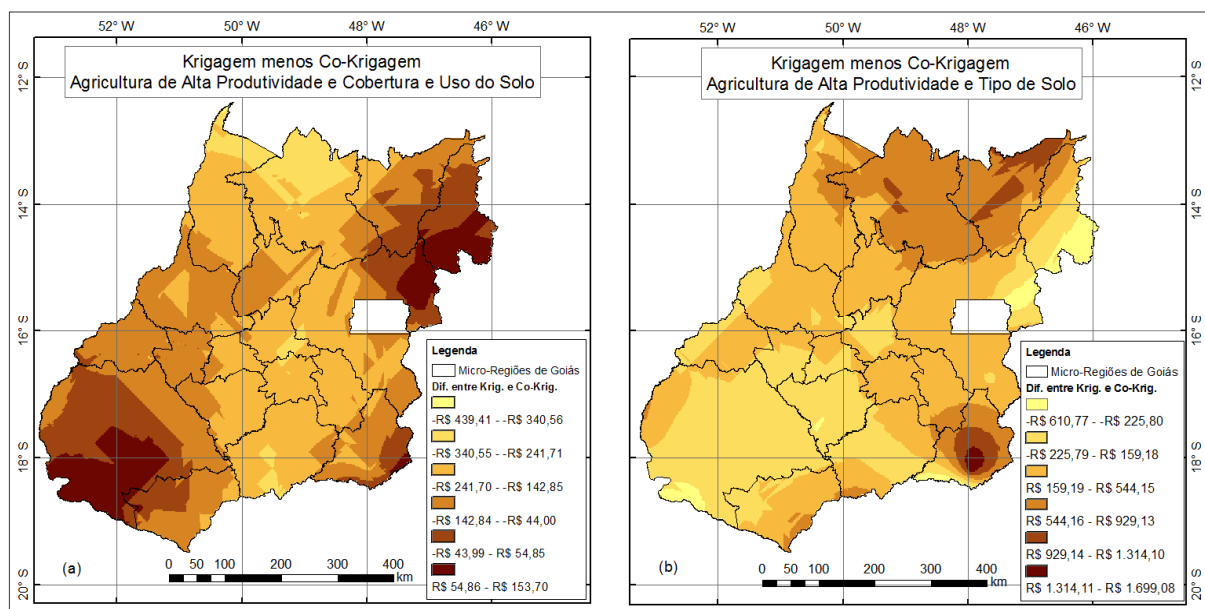 52° W
50° W
48° W
46° W
12° S
14° S
16° S
18° S
20° S
Krigagem menos Co-Krigagem
Agricultura de Alta Produtividade e Cobertura e Uso do Solo
Legenda
Micro-Regiões de Goiás
Dif. entre Krig. e Co-Krig.
-R$ 439,41 - -R$ 340,56
-R$ 340,55 - -R$ 241,71
-R$ 241,70 - -R$ 142,85
-R$ 142,84 - -R$ 44,00
-R$ 43,99 - R$ 54,85
R$ 54,86 - R$ 153,70
(a)
0 50 100 200 300 400
km
52° W
50° W
48° W
46° W
Krigagem menos Co-Krigagem
Agricultura de Alta Produtividade e Tipo de Solo
12° S
14° S
16° S
18° S
20° S
Legenda
Micro-Regiões de Goiás
Dif. entre Krig. e Co-Krig.
-R$ 610,77 - -R$ 225,80
-R$ 225,79 - R$ 159,18
R$ 159,19 - R$ 544,15
R$ 544,16 - R$ 929,13
R$ 929,14 - R$ 1.314,10
R$ 1.314,11 - R$ 1.699,08
(b)
0 50 100 200 300 400
km